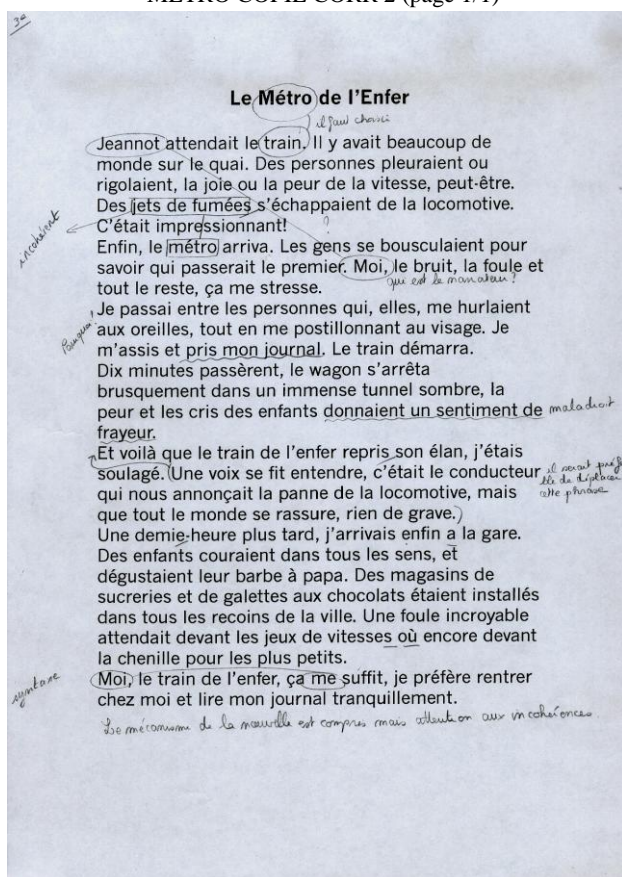 METRO COPIE CORR 2 (page 1/1)
3e
Le Métro de l'Enfer
il faut choisir
Jeannot attendait le train. Il y avait beaucoup de
monde sur le quai. Des personnes pleuraient ou
rigolaient, la joie ou la peur de la vitesse, peut-être.
Des jets de fumées s'échappaient de la locomotive.
incohérent
C'était impressionnant!
?
Enfin, le métro arriva. Les gens se bousculaient pour
savoir qui passerait le premier. Moi, le bruit, la foule et
tout le reste, ça me stresse.
qui est le narrateur ?
Je passai entre les personnes qui, elles, me hurlaient
Pourquoi ?
aux oreilles, tout en me postillonnant au visage. Je
m'assis et pris mon journal. Le train démarra.
Dix minutes passèrent, le wagon s'arrêta
brusquement dans un immense tunnel sombre, la
peur et les cris des enfants donnaient un sentiment de
maladroit
frayeur.
Et voilà que le train de l'enfer repris son élan, j'étais
soulagé. (Une voix se fit entendre, c'était le conducteur
il serait préfé
ble de déplacer
cette phrase
qui nous annonçait la panne de la locomotive, mais
que tout le monde se rassure, rien de grave.)
Une demie-heure plus tard, j'arrivais enfin a la gare.
Des enfants couraient dans tous les sens, et
dégustaient leur barbe à papa. Des magasins de
sucreries et de galettes aux chocolats étaient installés
dans tous les recoins de la ville. Une foule incroyable
attendait devant les jeux de vitesses où encore devant
la chenille pour les plus petits.
syntaxe
Moi, le train de l'enfer, ça me suffit, je préfère rentrer
chez moi et lire mon journal tranquillement.
Le mécanisme de la nouvelle est compris mais attention aux incohérences.